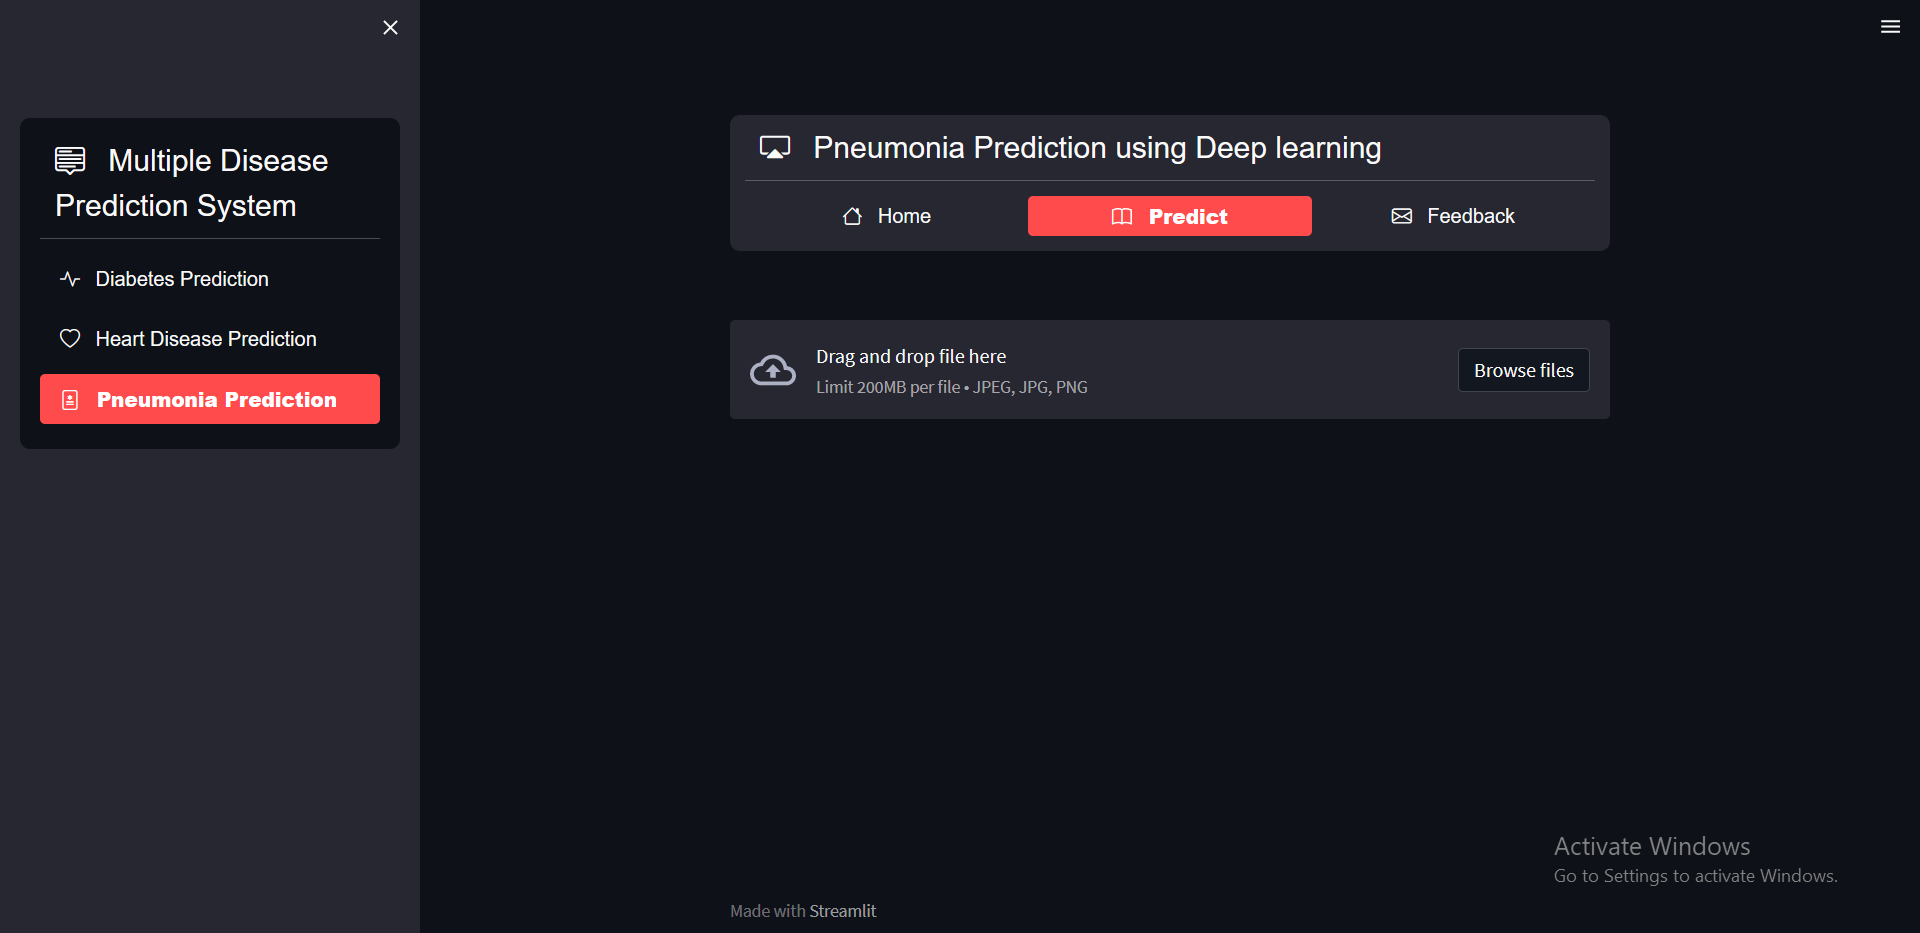 Multiple Disease
Prediction System
Diabetes Prediction
Heart Disease Prediction
Pneumonia Prediction
Pneumonia Prediction using Deep learning
Home
Predict
Feedback
Drag and drop file here
Limit 200MB per file • JPEG, JPG, PNG
Browse files
Activate Windows
Go to Settings to activate Windows.
Made with Streamlit